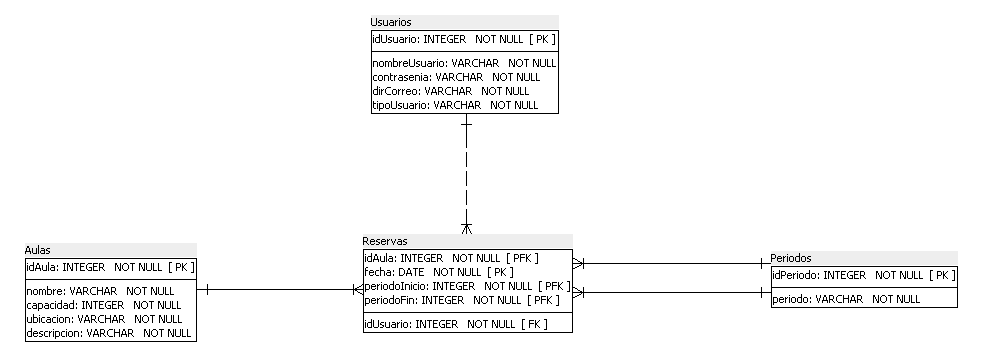 Usuarios
idUsuario: INTEGER NOT NULL [ PK ]
nombreUsuario: VARCHAR NOT NULL
contrasenia: VARCHAR NOT NULL
dirCorreo: VARCHAR NOT NULL
tipoUsuario: VARCHAR NOT NULL
Aulas
idAula: INTEGER NOT NULL [ PK ]
nombre: VARCHAR NOT NULL
capacidad: INTEGER NOT NULL
ubicacion: VARCHAR NOT NULL
descripcion: VARCHAR NOT NULL
Reservas
idAula: INTEGER NOT NULL [ PFK ]
fecha: DATE NOT NULL [ PK ]
periodoInicio: INTEGER NOT NULL [ PFK ]
periodoFin: INTEGER NOT NULL [ PFK ]
idUsuario: INTEGER NOT NULL [ FK ]
Periodos
idPeriodo: INTEGER NOT NULL [ PK ]
periodo: VARCHAR NOT NULL